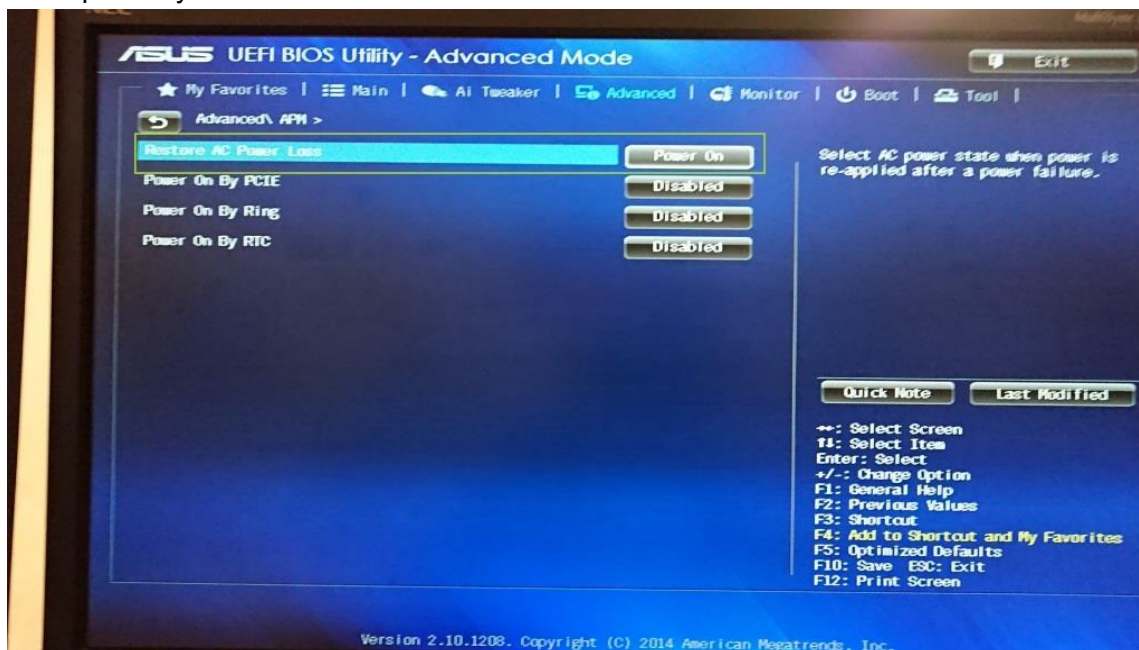 NEC
MultiSync
ASUS UEFI BIOS Utility - Advanced Mode
Exit
My Favorites | Main | Ai Tweaker | Advanced | Monitor | Boot | Tool |
Advanced\ APM >
Restore AC Power Loss Power On
Power On By PCIE Disabled
Power On By Ring Disabled
Power On By RTC Disabled
Select AC power state when power is
re-applied after a power failure.
Quick Note Last Modified
↔: Select Screen
↑↓: Select Item
Enter: Select
+/-: Change Option
F1: General Help
F2: Previous Values
F3: Shortcut
F4: Add to Shortcut and My Favorites
F5: Optimized Defaults
F10: Save ESC: Exit
F12: Print Screen
Version 2.10.1208. Copyright (C) 2014 American Megatrends, Inc.